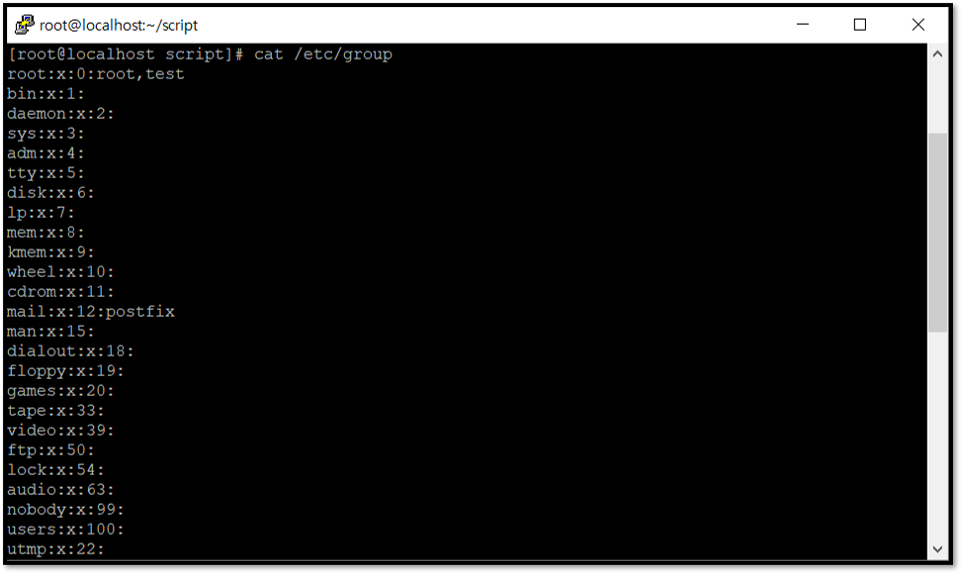 root@localhost:~/script
[root@localhost script]# cat /etc/group
root:x:0:root,test
bin:x:1:
daemon:x:2:
sys:x:3:
adm:x:4:
tty:x:5:
disk:x:6:
lp:x:7:
mem:x:8:
kmem:x:9:
wheel:x:10:
cdrom:x:11:
mail:x:12:postfix
man:x:15:
dialout:x:18:
floppy:x:19:
games:x:20:
tape:x:33:
video:x:39:
ftp:x:50:
lock:x:54:
audio:x:63:
nobody:x:99:
users:x:100:
utmp:x:22: